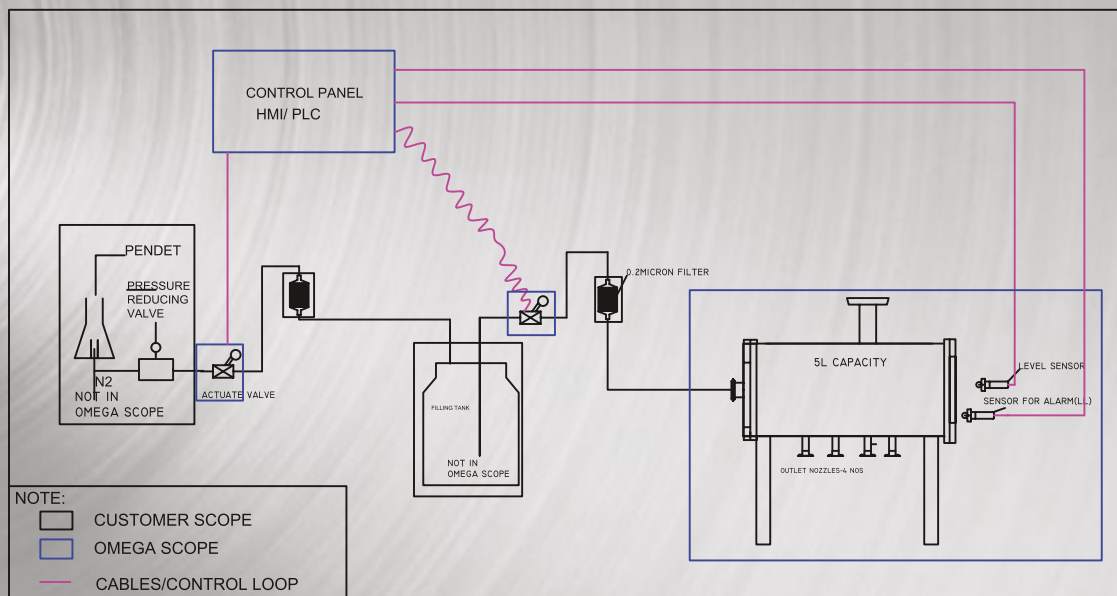 CONTROL PANEL
HMI/ PLC
PENDET
PRESSURE
REDUCING
VALVE
N2
NOT IN
OMEGA SCOPE
ACTUATE VALVE
FILLING TANK
NOT IN
OMEGA SCOPE
0.2MICRON FILTER
5L CAPACITY
LEVEL SENSOR
SENSOR FOR ALARM(LL)
OUTLET NOZZLES-4 NOS
NOTE:
CUSTOMER SCOPE
OMEGA SCOPE
CABLES/CONTROL LOOP